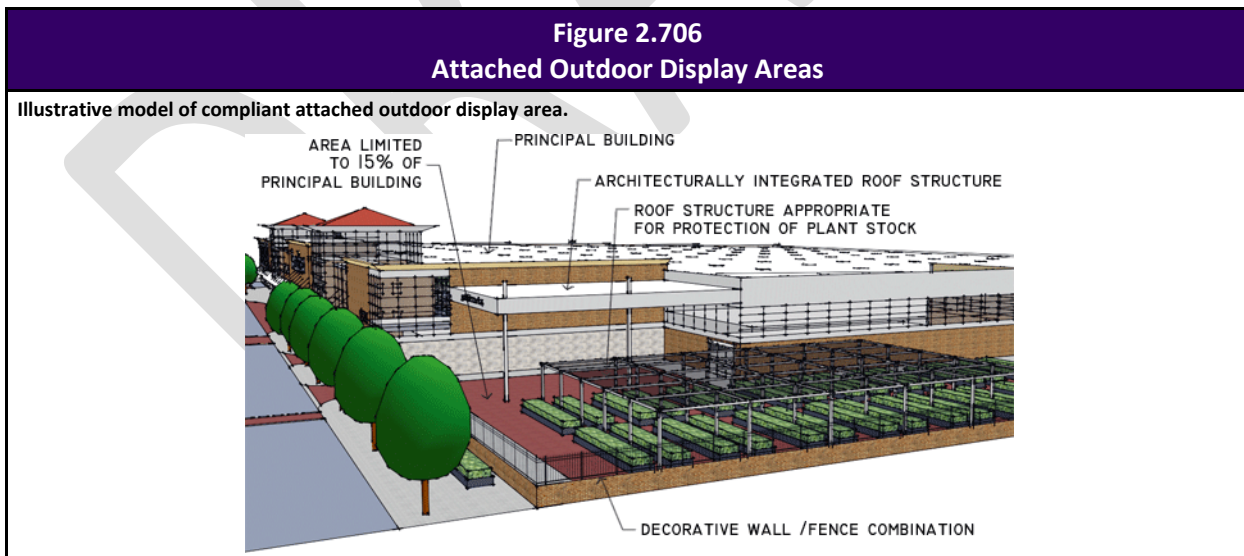 Figure 2.706
Attached Outdoor Display Areas
Illustrative model of compliant attached outdoor display area.
AREA LIMITED
TO 15% OF
PRINCIPAL BUILDING
PRINCIPAL BUILDING
ARCHITECTURALLY INTEGRATED ROOF STRUCTURE
ROOF STRUCTURE APPROPRIATE
FOR PROTECTION OF PLANT STOCK
DECORATIVE WALL /FENCE COMBINATION